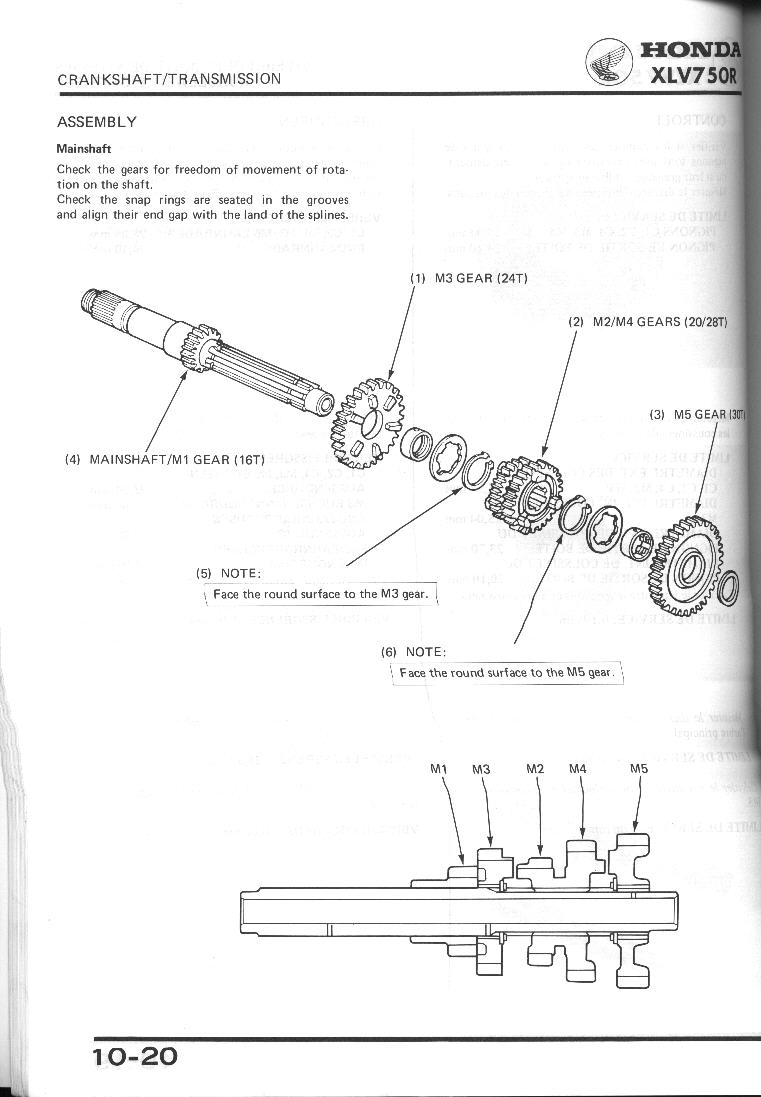 HONDA
CRANKSHAFT/TRANSMISSION
XLV750R
ASSEMBLY
Mainshaft
Check the gears for freedom of movement of rota-
tion on the shaft.
Check the snap rings are seated in the grooves
and align their end gap with the land of the splines.
(1) M3 GEAR (24T)
(2) M2/M4 GEARS (20/28T)
(3) M5 GEAR (30T)
(4) MAINSHAFT/M1 GEAR (16T)
(5) NOTE:
Face the round surface to the M3 gear.
(6) NOTE:
Face the round surface to the M5 gear.
M1 M3 M2 M4 M5
10-20